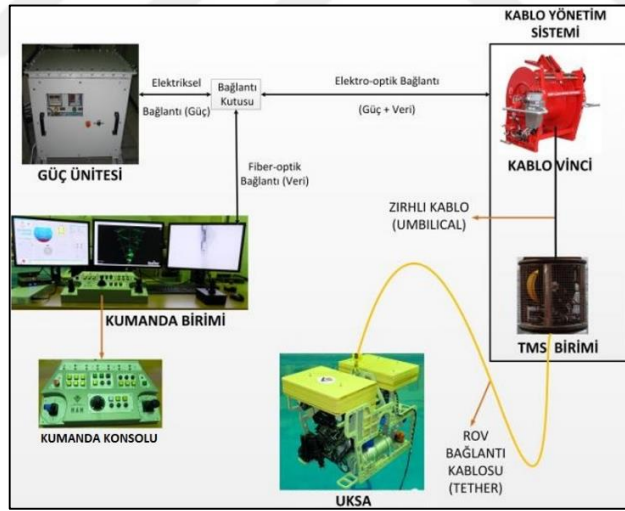 KABLO YÖNETİM
SİSTEMİ
Elektriksel
Bağlantı (Güç)
Bağlantı
Kutusu
Elektro-optik Bağlantı
(Güç + Veri)
GÜÇ ÜNİTESİ
Fiber-optik
Bağlantı (Veri)
KABLO VİNCİ
ZIRHLI KABLO
(UMBILICAL)
KUMANDA BİRİMİ
TMS BİRİMİ
KUMANDA KONSOLU
UKSA
ROV
BAĞLANTI
KABLOSU
(TETHER)